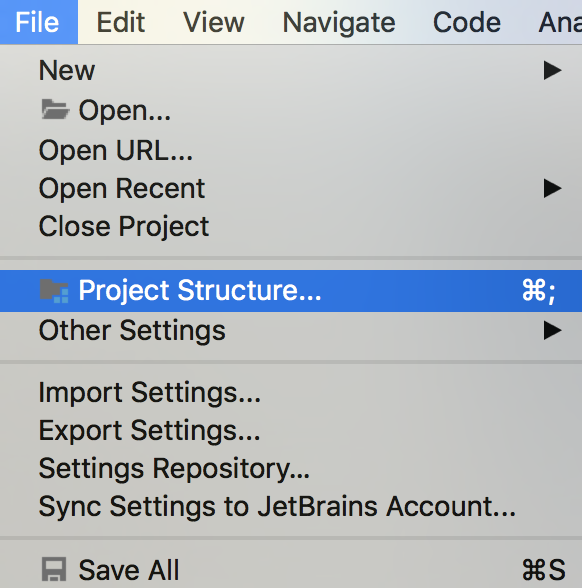 File Edit View Navigate Code Ana
New
Open...
Open URL...
Open Recent
Close Project
Project Structure... ⌘;
Other Settings
Import Settings...
Export Settings...
Settings Repository...
Sync Settings to JetBrains Account...
Save All ⌘S